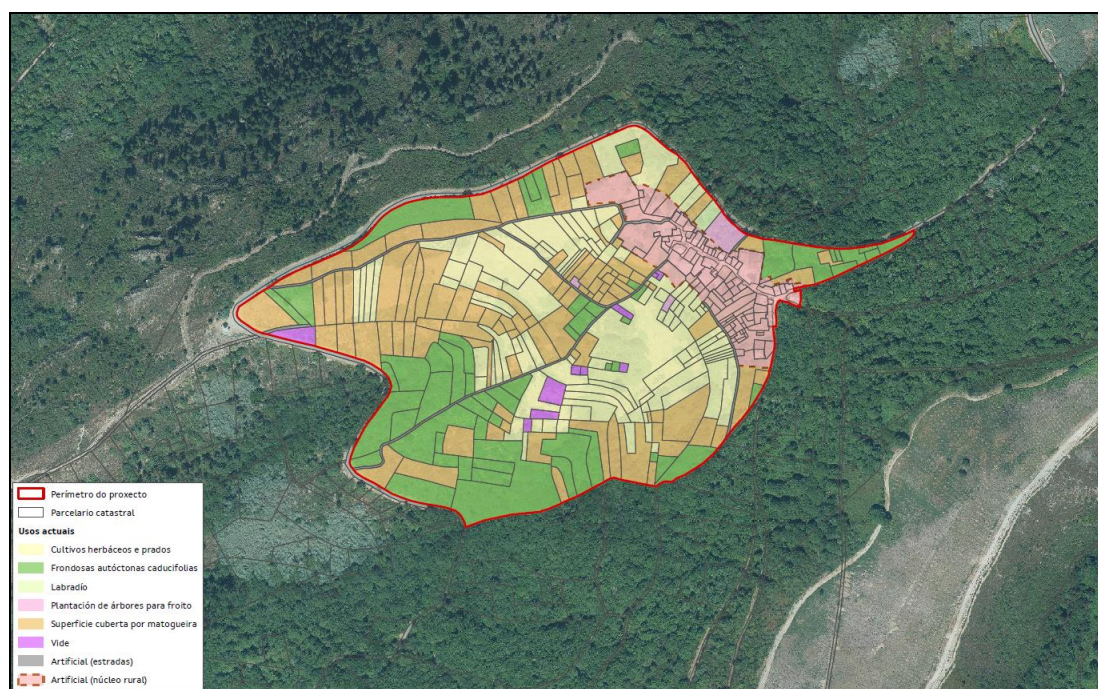 Perímetro do proxecto
Parcelario catastral
Usos actuais
Cultivos herbáceos e prados
Frondosas autóctonas caducifolias
Labradío
Plantación de árbores para froito
Superficie cuberta por matogueira
Vide
Artificial (estradas)
Artificial (núcleo rural)